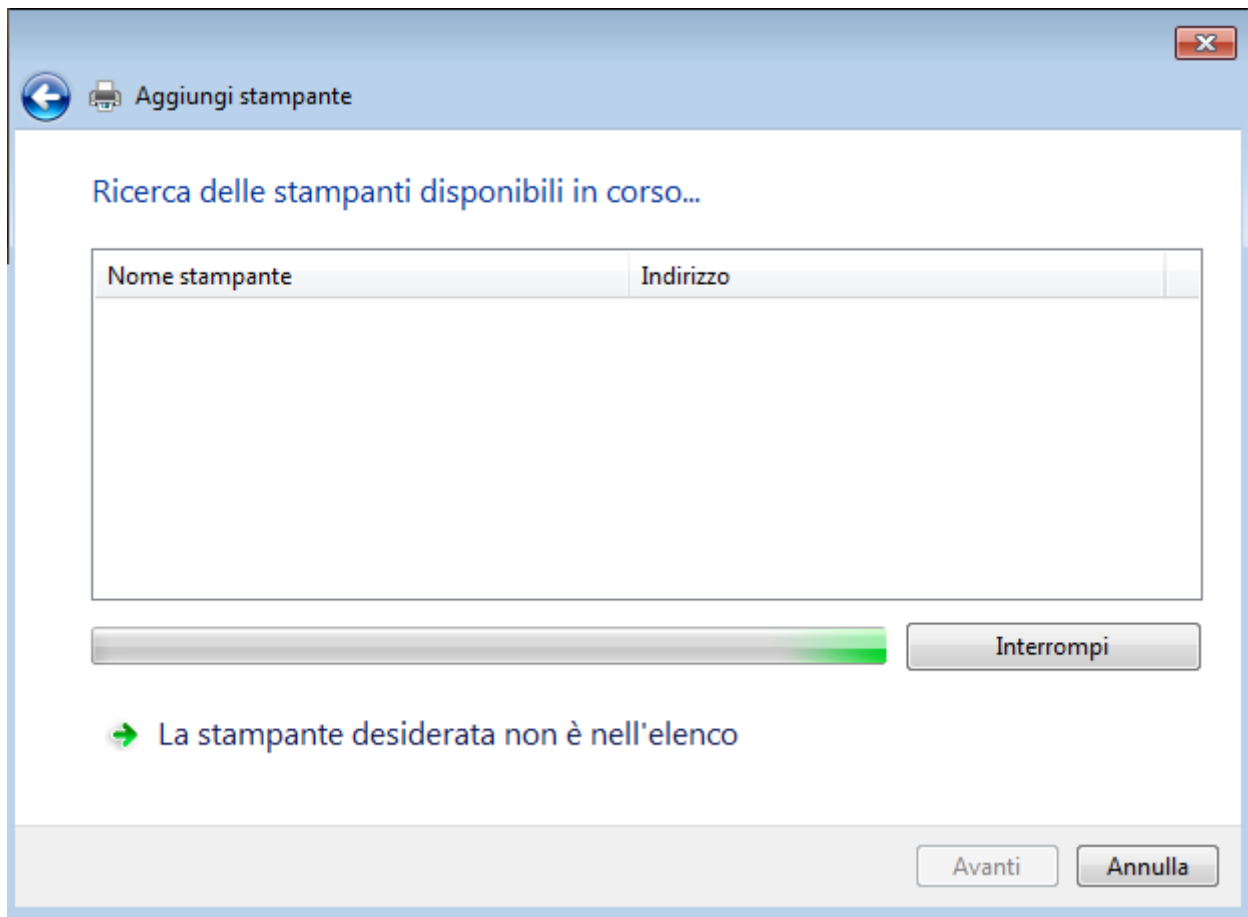 Aggiungi stampante
Ricerca delle stampanti disponibili in corso...
Nome stampante Indirizzo
Interrompi
La stampante desiderata non è nell'elenco
Avanti Annulla